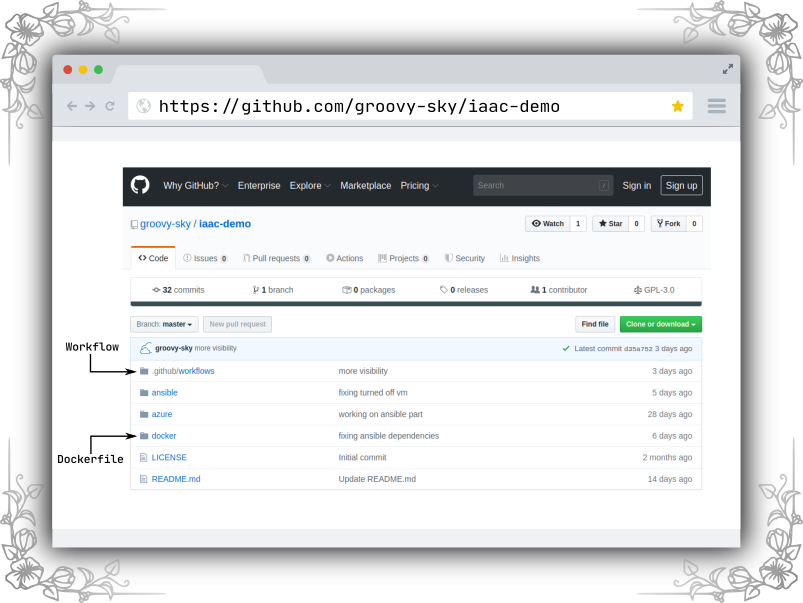 https://github.com/groovy-sky/iaac-demo
Why GitHub? Enterprise Explore Marketplace Pricing Search / Sign in Sign up
groovy-sky / iaac-demo Watch 1 Star 0 Fork 0
Code Issues 0 Pull requests 0 Actions Projects 0 Security Insights
32 commits 1 branch 0 packages 0 releases 1 contributor GPL-3.0
Branch: master New pull request Find file Clone or download
groovy-sky more visibility Latest commit d35a752 3 days ago
Workflow
.github/workflows more visibility 3 days ago
ansible fixing turned off vm 5 days ago
azure working on ansible part 28 days ago
docker fixing ansible dependencies 6 days ago
Dockerfile
LICENSE Initial commit 2 months ago
README.md Update README.md 14 days ago